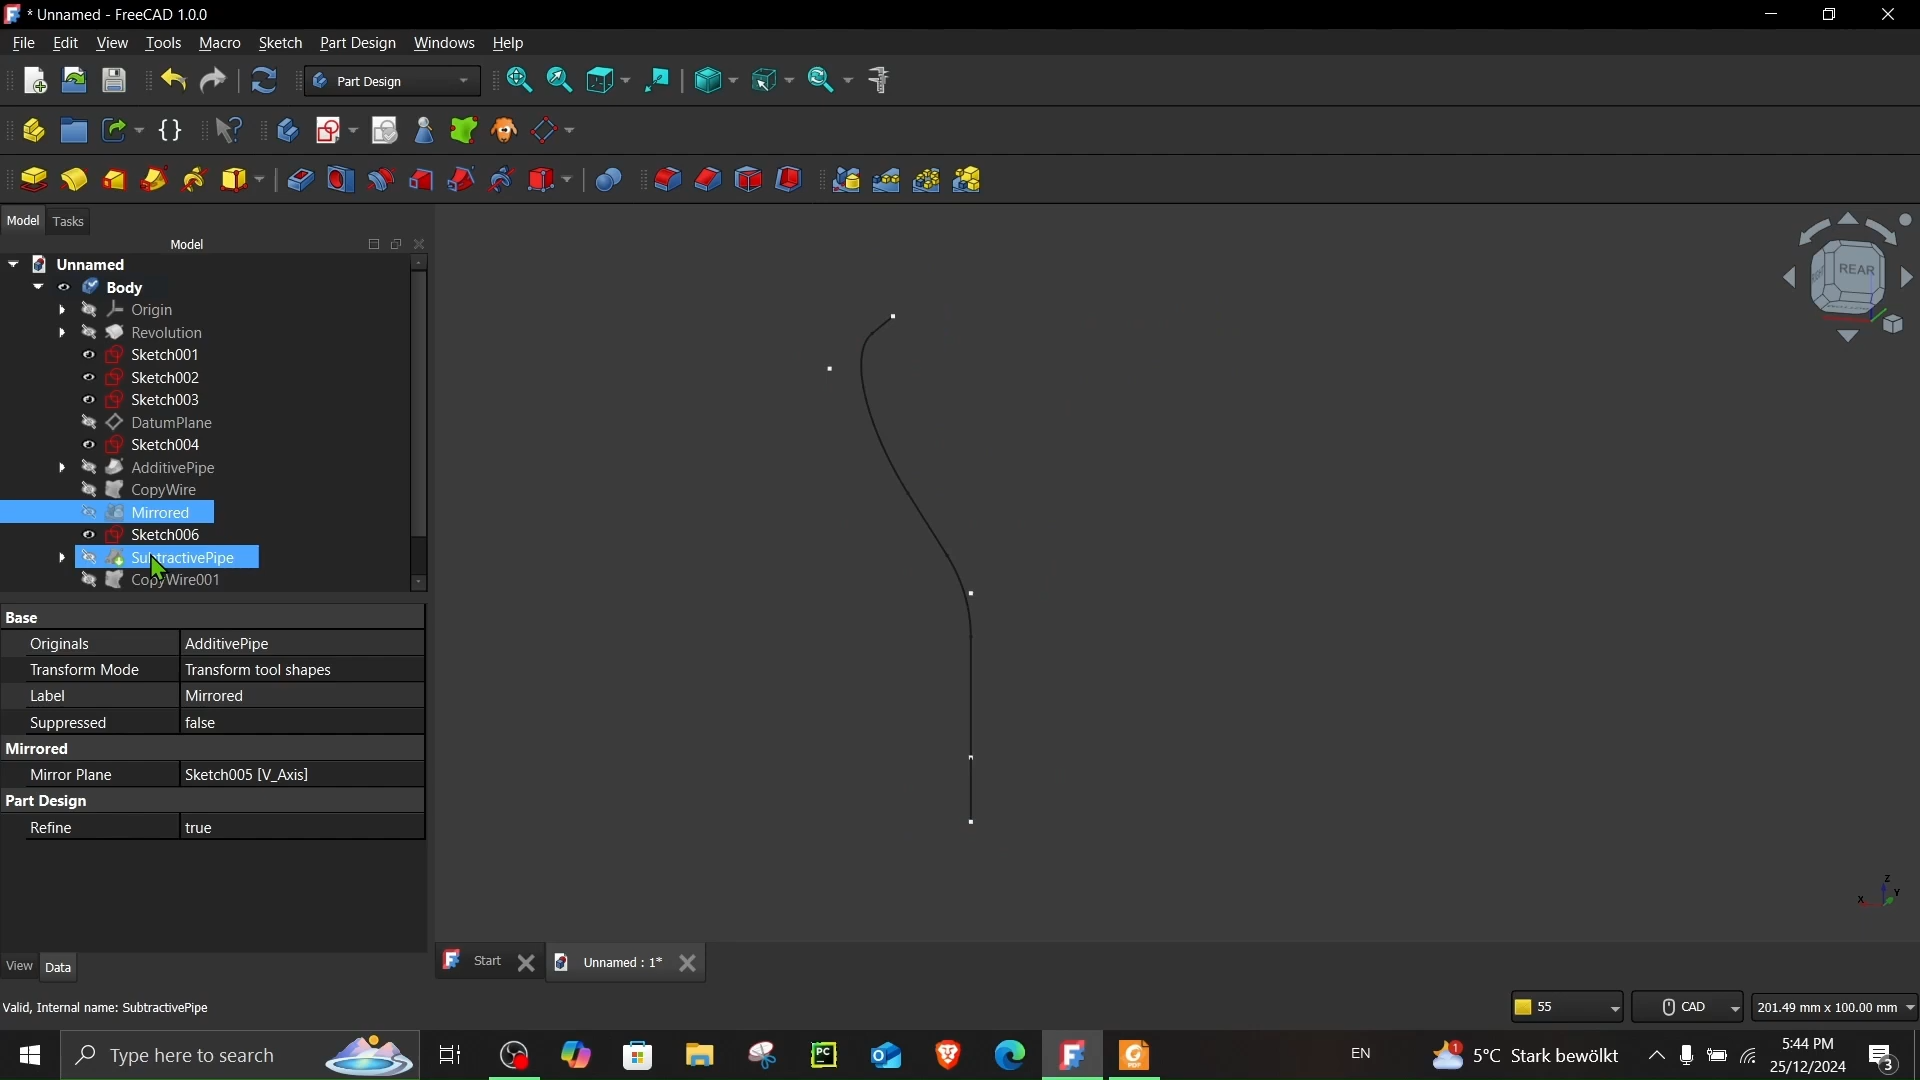 * Unnamed - FreeCAD 1.0.0
File Edit View Tools Macro Sketch Part Design Windows Help
Part Design
Model Tasks
Model
Unnamed
Body
Origin
Revolution
Sketch001
Sketch002
Sketch003
DatumPlane
Sketch004
AdditivePipe
CopyWire
Mirrored
Sketch006
SubtractivePipe
CopyWire001
REAR
Base
Originals AdditivePipe
Transform Mode Transform tool shapes
Label Mirrored
Suppressed false
Mirrored
Mirror Plane Sketch005 [V_Axis]
Part Design
Refine true
Z
X Y
View Data
Start Unnamed : 1*
Valid, Internal name: SubtractivePipe
55 CAD 201.49 mm x 100.00 mm
Type here to search
PC
PDF
EN
1
5°C Stark bewölkt
5:44 PM
25/12/2024
3